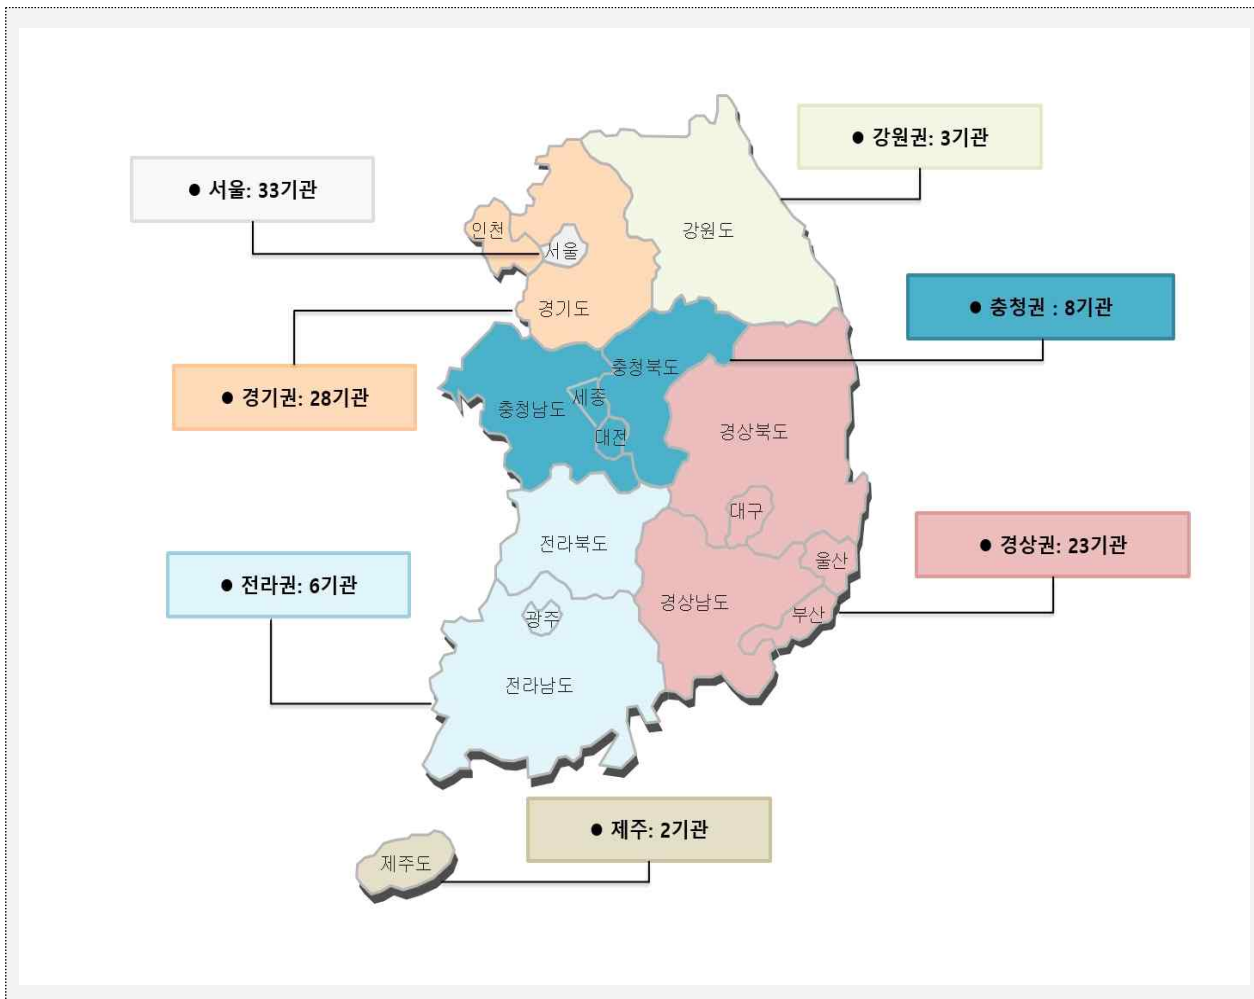 ● 강원권: 3기관
● 서울: 33기관
인천
강원도
서울
● 충청권 : 8기관
경기도
충청북도
● 경기권: 28기관
세종
충청남도
대전
경상북도
대구
전라북도
● 경상권: 23기관
울산
● 전라권: 6기관
경상남도
부산
광주
전라남도
● 제주: 2기관
제주도